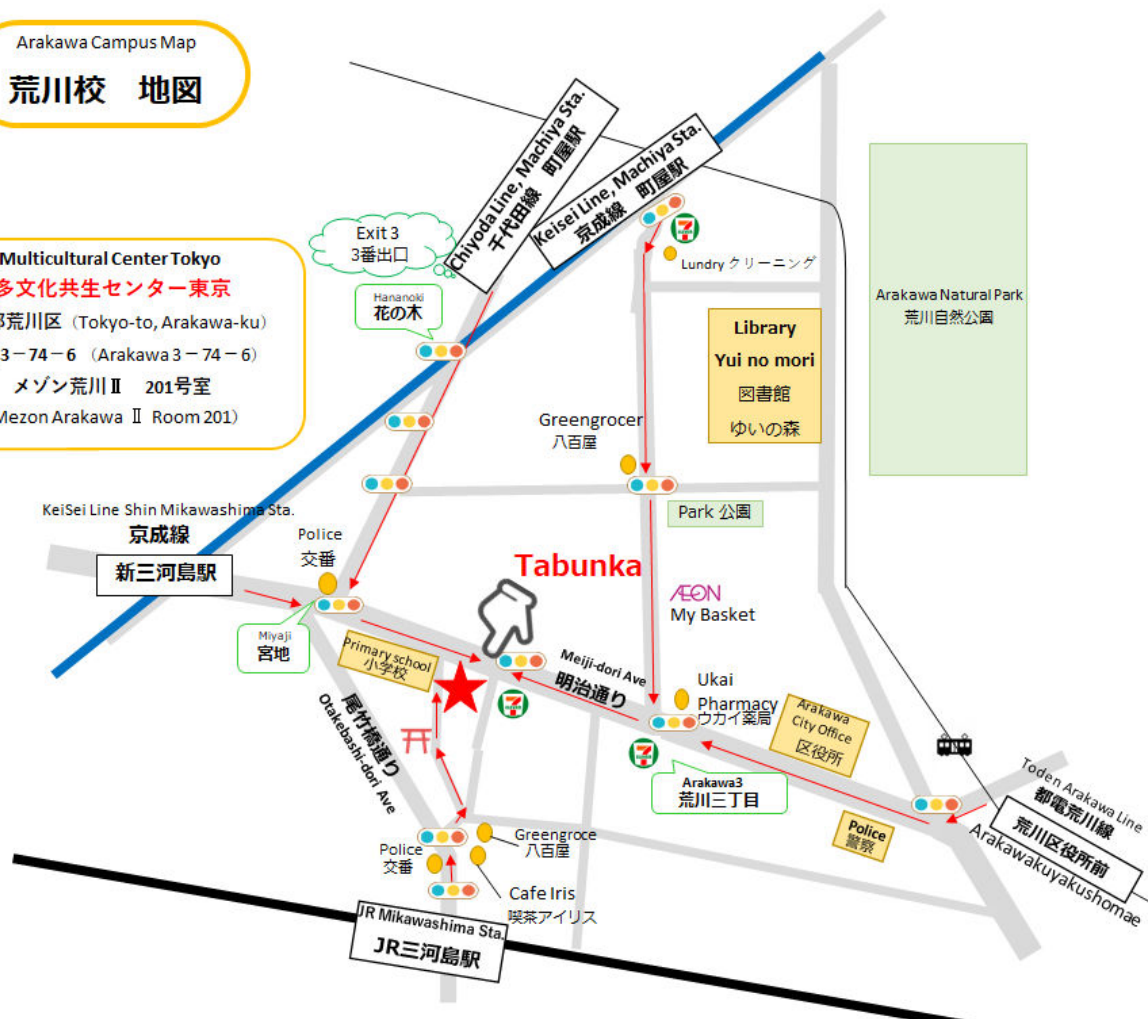 Arakawa Campus Map
荒川校 地図
Multicultural Center Tokyo
多文化共生センター東京
荒川区（Tokyo-to, Arakawa-ku）
3－74－6 （Arakawa 3－74－6）
メゾン荒川Ⅱ 201号室
Mezon Arakawa Ⅱ Room 201）
Exit 3
3番出口
Hananoki
花の木
Chiyoda Line, Machiya Sta.
千代田線 町屋駅
Keisei Line, Machiya Sta.
京成線 町屋駅
Lundry クリーニング
Library
Yui no mori
図書館
ゆいの森
Arakawa Natural Park
荒川自然公園
Greengrocer
八百屋
Park 公園
KeiSei Line Shin Mikawashima Sta.
京成線
新三河島駅
Police
交番
Miyaji
宮地
Primary school
小学校
Tabunka
ÆON
My Basket
Meiji-dori Ave
明治通り
Ukai
Pharmacy
ウカイ薬局
Arakawa
City Office
区役所
Arakawa3
荒川三丁目
Police
警察
Toden Arakawa Line
都電荒川線
荒川区役所前
Arakawakuyakushomae
尾竹橋通り
Otakebashi-dori Ave
Police
交番
Greengroce
八百屋
Cafe Iris
喫茶アイリス
JR Mikawashima Sta.
JR三河島駅